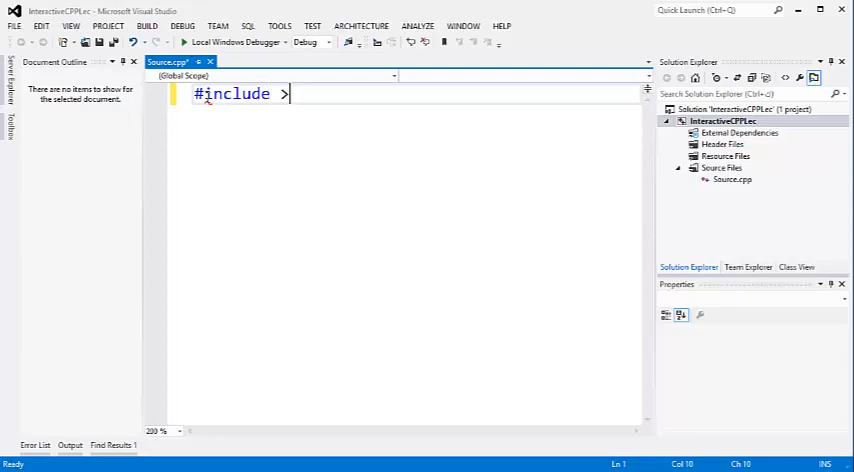 InteractiveCPPLec - Microsoft Visual Studio
Quick Launch (Ctrl+Q)
FILE EDIT VIEW PROJECT BUILD DEBUG TEAM SQL TOOLS TEST ARCHITECTURE ANALYZE WINDOW HELP
Local Windows Debugger Debug
Server Explorer
Toolbox
Document Outline
There are no items to show for
the selected document.
Source.cpp*
(Global Scope)
#include >
200 %
Solution Explorer
Search Solution Explorer (Ctrl+;)
Solution 'InteractiveCPPLec' (1 project)
InteractiveCPPLec
External Dependencies
Header Files
Resource Files
Source Files
Source.cpp
Solution Explorer Team Explorer Class View
Properties
Error List Output Find Results 1
Ready Ln 1 Col 10 Ch 10 INS